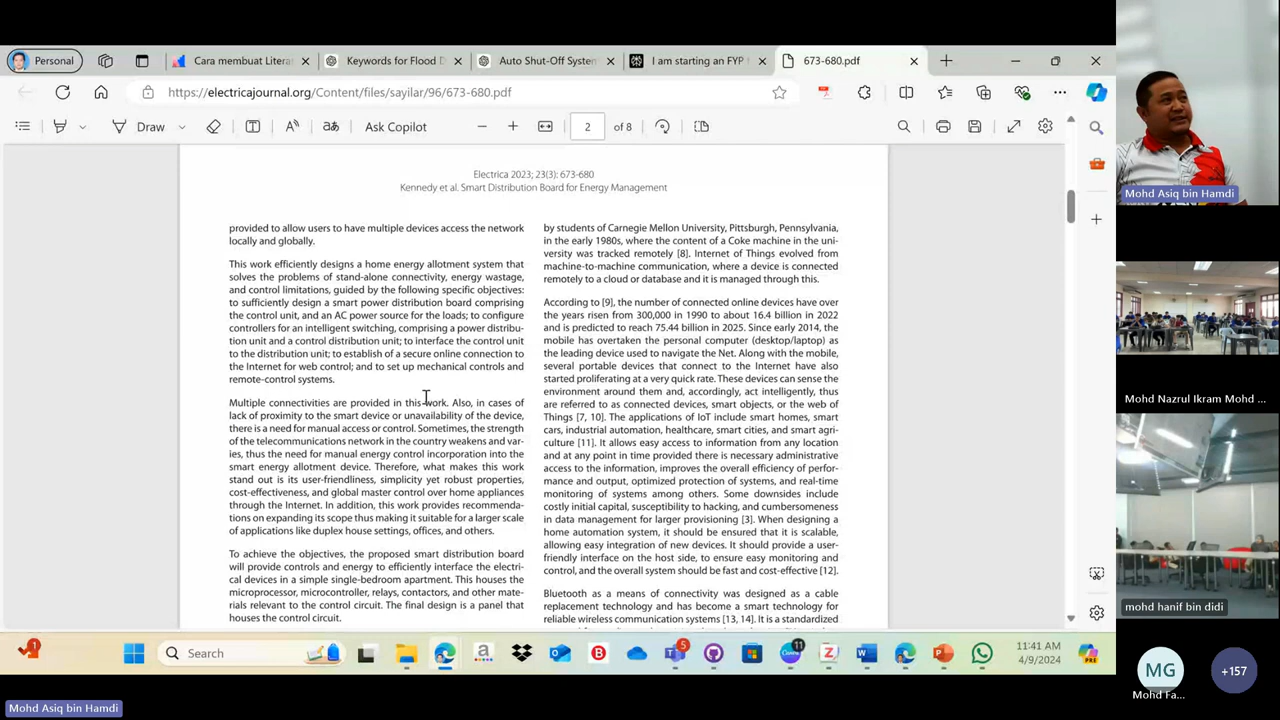 Personal
Cara membuat Litera
Keywords for Flood D
Auto Shut-Off System
I am starting an FYP
673-680.pdf
https://electricajournal.org/Content/files/sayilar/96/673-680.pdf
Draw
Ask Copilot
2
of 8
Electrica 2023; 23(3): 673-680
Kennedy et al. Smart Distribution Board for Energy Management
provided to allow users to have multiple devices access the network
locally and globally.
This work efficiently designs a home energy allotment system that
solves the problems of stand-alone connectivity, energy wastage,
and control limitations, guided by the following specific objectives:
to sufficiently design a smart power distribution board comprising
the control unit, and an AC power source for the loads; to configure
controllers for an intelligent switching, comprising a power distribu-
tion unit and a control distribution unit; to interface the control unit
to the distribution unit; to establish of a secure online connection to
the Internet for web control; and to set up mechanical controls and
remote-control systems.
Multiple connectivities are provided in this work. Also, in cases of
lack of proximity to the smart device or unavailability of the device,
there is a need for manual access or control. Sometimes, the strength
of the telecommunications network in the country weakens and var-
ies, thus the need for manual energy control incorporation into the
smart energy allotment device. Therefore, what makes this work
stand out is its user-friendliness, simplicity yet robust properties,
cost-effectiveness, and global master control over home appliances
through the Internet. In addition, this work provides recommenda-
tions on expanding its scope thus making it suitable for a larger scale
of applications like duplex house settings, offices, and others.
To achieve the objectives, the proposed smart distribution board
will provide controls and energy to efficiently interface the electri-
cal devices in a simple single-bedroom apartment. This houses the
microprocessor, microcontroller, relays, contactors, and other mate-
rials relevant to the control circuit. The final design is a panel that
houses the control circuit.
by students of Carnegie Mellon University, Pittsburgh, Pennsylvania,
in the early 1980s, where the content of a Coke machine in the uni-
versity was tracked remotely [8]. Internet of Things evolved from
machine-to-machine communication, where a device is connected
remotely to a cloud or database and it is managed through this.
According to [9], the number of connected online devices have over
the years risen from 300,000 in 1990 to about 16.4 billion in 2022
and is predicted to reach 75.44 billion in 2025. Since early 2014, the
mobile has overtaken the personal computer (desktop/laptop) as
the leading device used to navigate the Net. Along with the mobile,
several portable devices that connect to the Internet have also
started proliferating at a very quick rate. These devices can sense the
environment around them and, accordingly, act intelligently, thus
are referred to as connected devices, smart objects, or the web of
Things [7, 10]. The applications of IoT include smart homes, smart
cars, industrial automation, healthcare, smart cities, and smart agri-
culture [11]. It allows easy access to information from any location
and at any point in time provided there is necessary administrative
access to the information, improves the overall efficiency of perfor-
mance and output, optimized protection of systems, and real-time
monitoring of systems among others. Some downsides include
costly initial capital, susceptibility to hacking, and cumbersomeness
in data management for larger provisioning [3]. When designing a
home automation system, it should be ensured that it is scalable,
allowing easy integration of new devices. It should provide a user-
friendly interface on the host side, to ensure easy monitoring and
control, and the overall system should be fast and cost-effective [12].
Bluetooth as a means of connectivity was designed as a cable
replacement technology and has become a smart technology for
reliable wireless communication systems [13, 14]. It is a standardized
Search
5
11
11:41 AM
4/9/2024
Mohd Asiq bin Hamdi
Mohd Asiq bin Hamdi
Mohd Nazrul Ikram Mohd ...
mohd hanif bin didi
MG
Mohd Fa...
+157